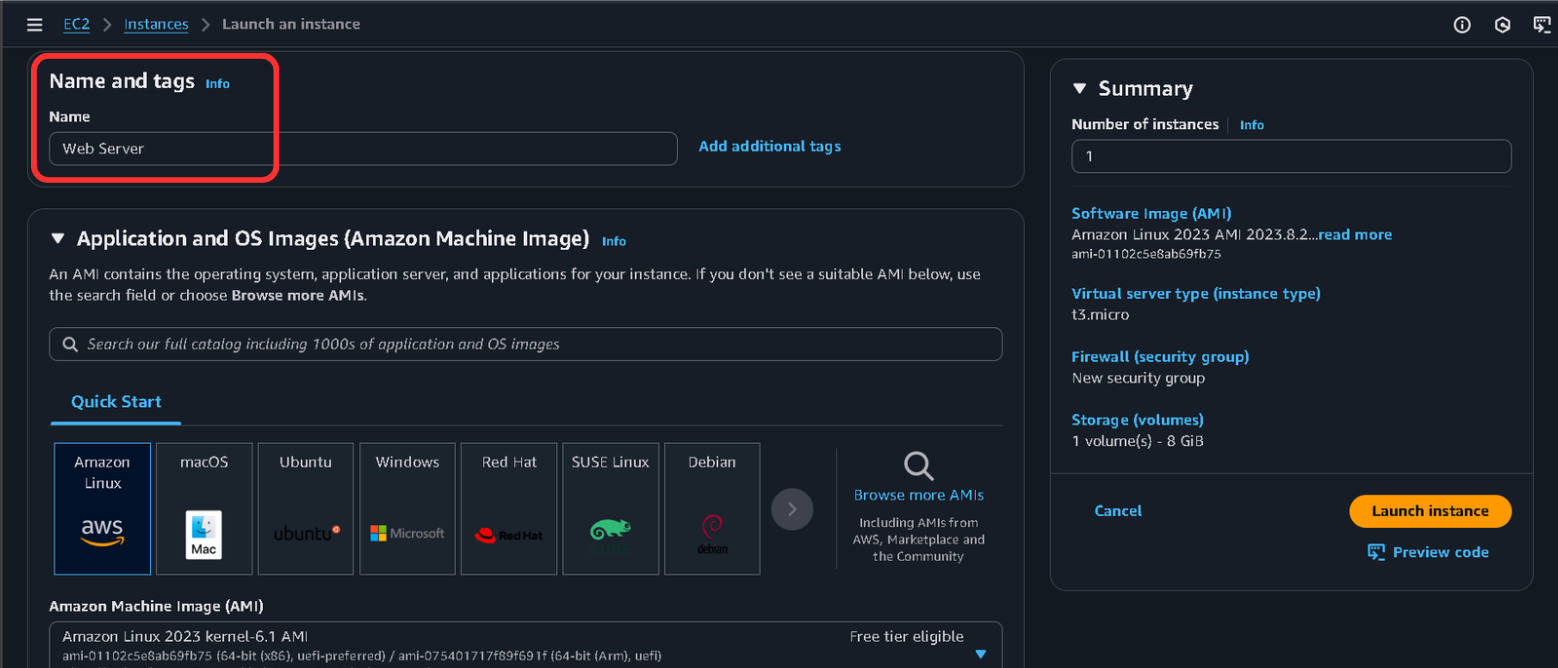 EC2 > Instances > Launch an instance
Name and tags Info
Name
Web Server
Add additional tags
Application and OS Images (Amazon Machine Image) Info
An AMI contains the operating system, application server, and applications for your instance. If you don't see a suitable AMI below, use
the search field or choose Browse more AMIs.
Search our full catalog including 1000s of application and OS images
Quick Start
Amazon
Linux
aws
macOS
Mac
Ubuntu
ubuntu
Windows
Microsoft
Red Hat
Red Hat
SUSE Linux
Debian
debian
Browse more AMIs
Including AMIs from
AWS, Marketplace and
the Community
Amazon Machine Image (AMI)
Amazon Linux 2023 kernel-6.1 AMI
Free tier eligible
ami-01102c5e8ab69fb75 (64-bit (x86), uefi-preferred) / ami-075401717f89f691f (64-bit (Arm), uefi)
Summary
Number of instances Info
1
Software Image (AMI)
Amazon Linux 2023 AMI 2023.8.2...read more
ami-01102c5e8ab69fb75
Virtual server type (instance type)
t3.micro
Firewall (security group)
New security group
Storage (volumes)
1 volume(s) - 8 GiB
Cancel
Launch instance
Preview code